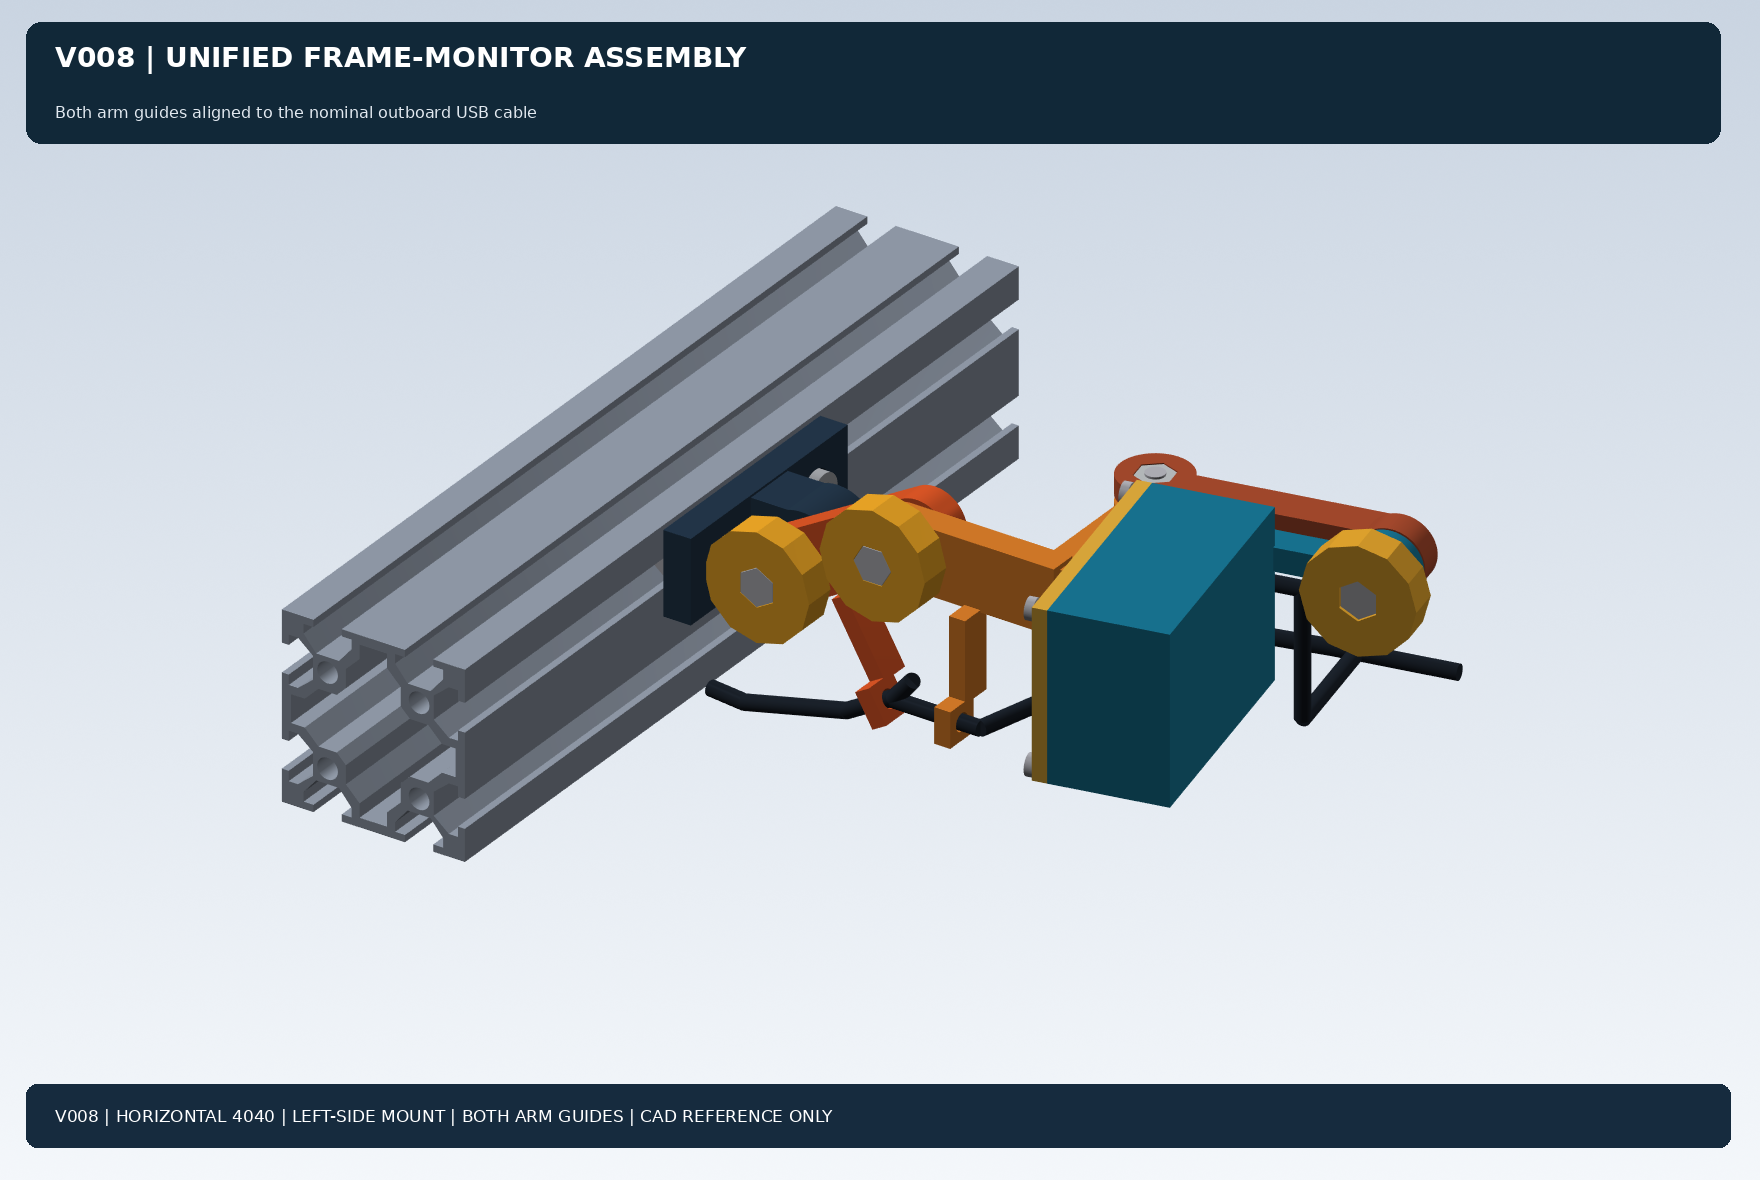 V008 | UNIFIED FRAME-MONITOR ASSEMBLY
Both arm guides aligned to the nominal outboard USB cable
V008 | HORIZONTAL 4040 | LEFT-SIDE MOUNT | BOTH ARM GUIDES | CAD REFERENCE ONLY